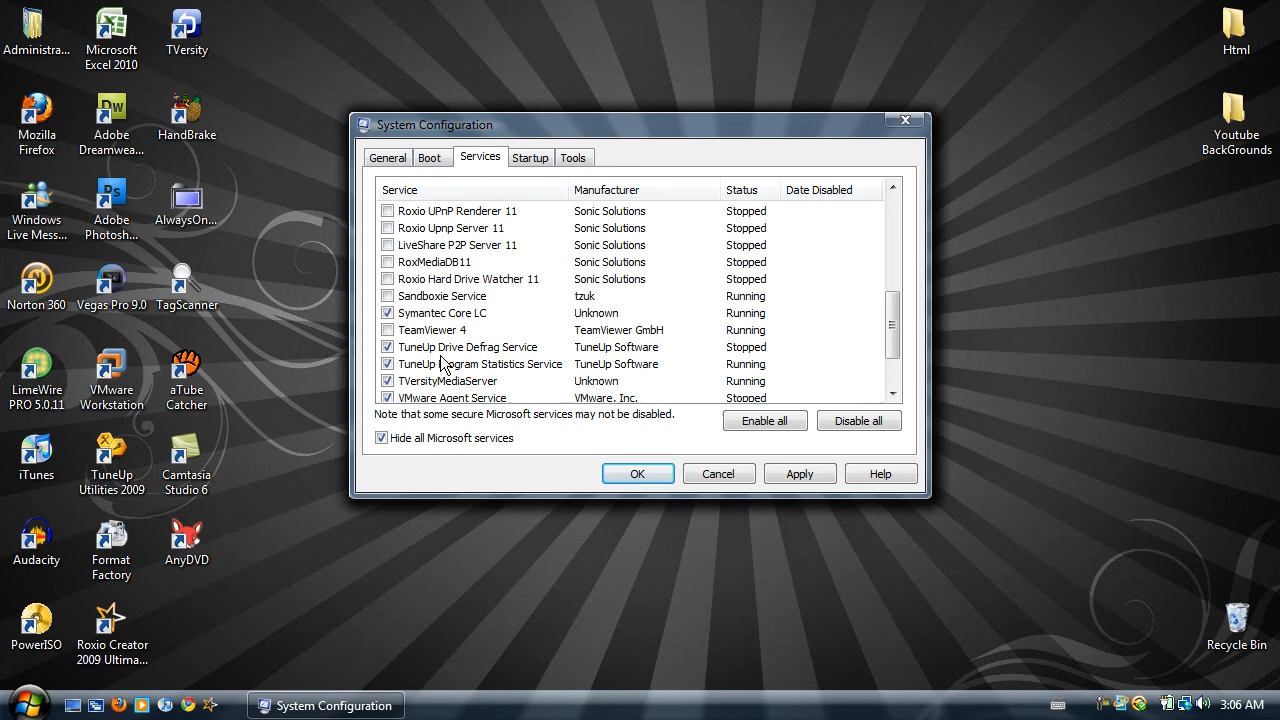 Administra...
Microsoft
Excel 2010
TVersity
Html
Mozilla
Firefox
Adobe
Dreamwea...
HandBrake
Youtube
BackGrounds
Windows
Live Mess...
Adobe
Photosh...
AlwaysOn...
Norton 360
Vegas Pro 9.0
TagScanner
LimeWire
PRO 5.0.11
VMware
Workstation
aTube
Catcher
iTunes
TuneUp
Utilities 2009
Camtasia
Studio 6
Audacity
Format
Factory
AnyDVD
PowerISO
Roxio Creator
2009 Ultima...
Recycle Bin
System Configuration
General Boot Services Startup Tools
Service Manufacturer Status Date Disabled
Roxio UPnP Renderer 11 Sonic Solutions Stopped
Roxio Upnp Server 11 Sonic Solutions Stopped
LiveShare P2P Server 11 Sonic Solutions Stopped
RoxMediaDB11 Sonic Solutions Stopped
Roxio Hard Drive Watcher 11 Sonic Solutions Stopped
Sandboxie Service tzuk Running
Symantec Core LC Unknown Running
TeamViewer 4 TeamViewer GmbH Running
TuneUp Drive Defrag Service TuneUp Software Stopped
TuneUp Program Statistics Service TuneUp Software Running
TVersityMediaServer Unknown Running
VMware Agent Service VMware, Inc. Stopped
Note that some secure Microsoft services may not be disabled.
Enable all Disable all
Hide all Microsoft services
OK Cancel Apply Help
System Configuration
3:06 AM